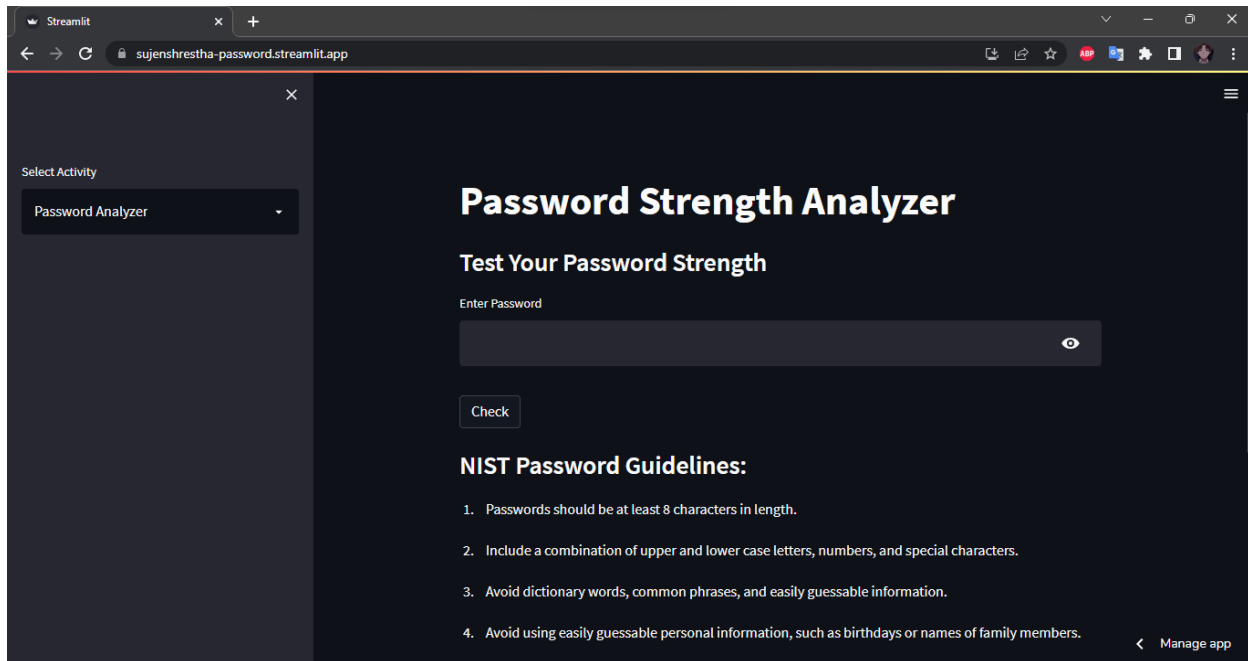 Streamlit
sujenshrestha-password.streamlit.app
ABP
Select Activity
Password Analyzer
Password Strength Analyzer
Test Your Password Strength
Enter Password
Check
NIST Password Guidelines:
1. Passwords should be at least 8 characters in length.
2. Include a combination of upper and lower case letters, numbers, and special characters.
3. Avoid dictionary words, common phrases, and easily guessable information.
4. Avoid using easily guessable personal information, such as birthdays or names of family members.
Manage app